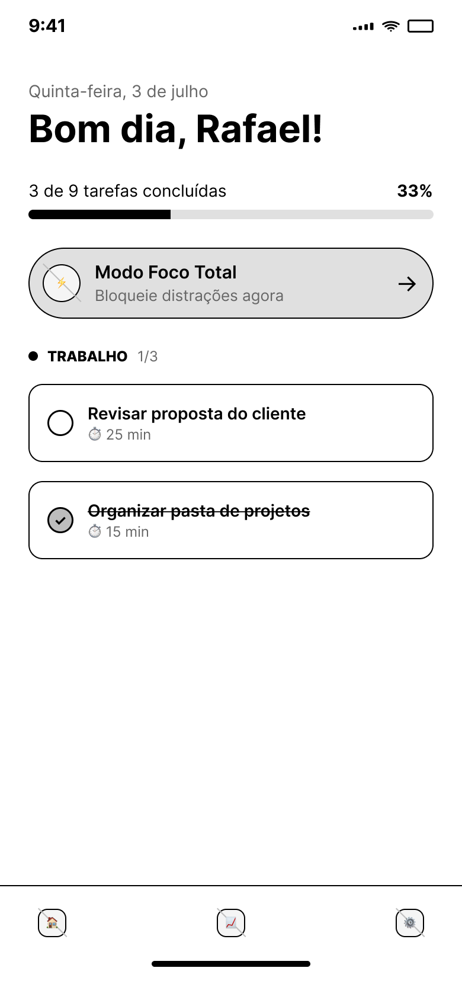 9:41
Quinta-feira, 3 de julho
Bom dia, Rafael!
3 de 9 tarefas concluídas 33%
Modo Foco Total
Bloqueie distrações agora
TRABALHO 1/3
Revisar proposta do cliente
25 min
Organizar pasta de projetos
15 min